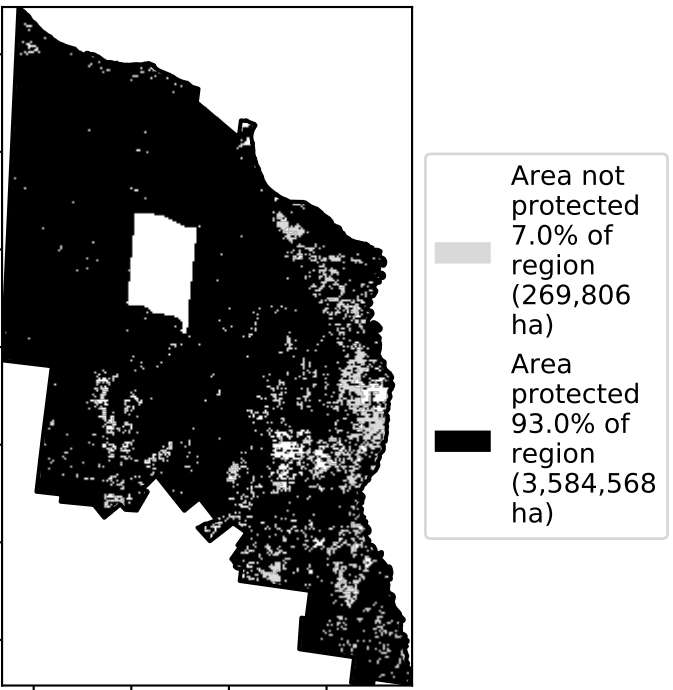 Area not
protected
7.0% of
region
(269,806
ha)
Area
protected
93.0% of
region
(3,584,568
ha)